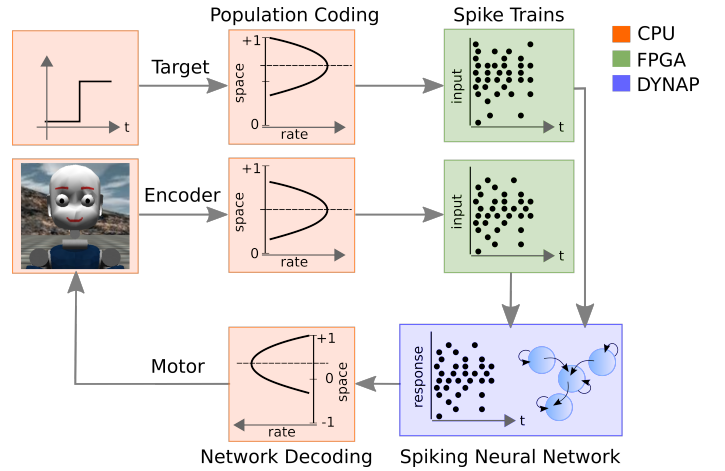 Population Coding
Spike Trains
CPU
FPGA
DYNAP
t
Target
+1
space
0
rate
input
t
Encoder
+1
space
0
rate
input
t
Motor
+1
0
-1
space
rate
response
t
Network Decoding
Spiking Neural Network